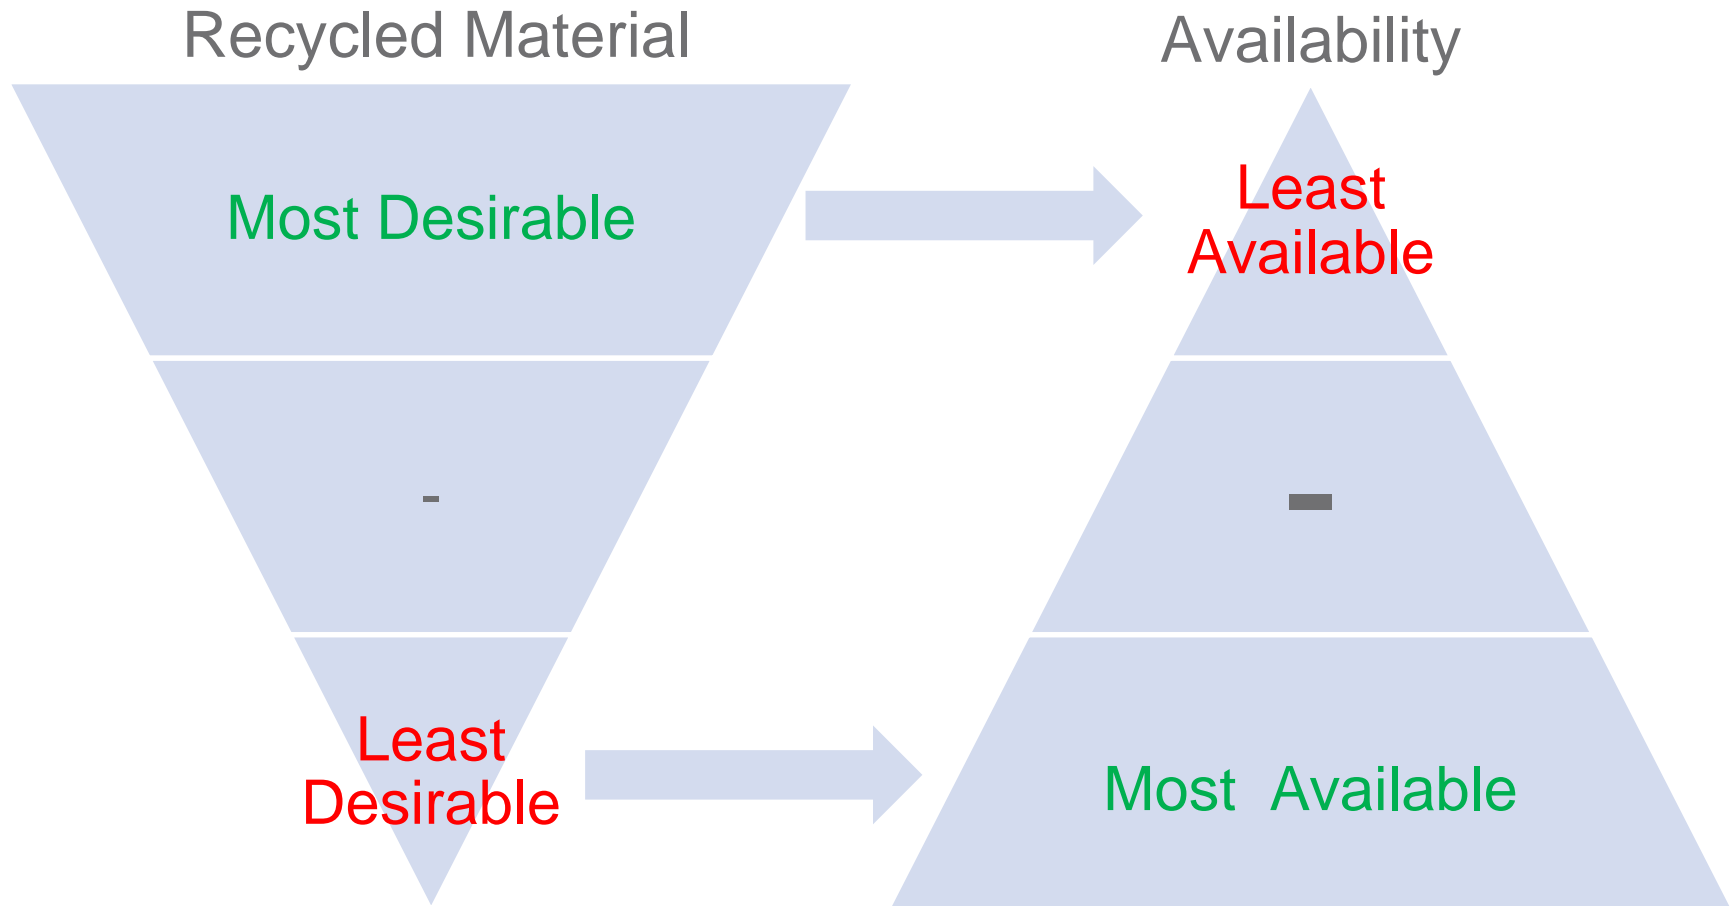 Recycled Material
Availability
Most Desirable
Least
Available
-
-
Least
Desirable
Most  Available